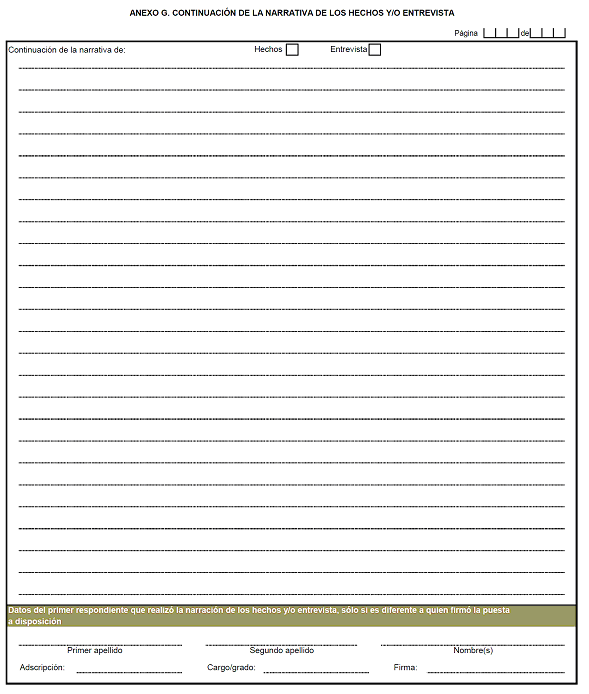 ANEXO G. CONTINUACIÓN DE LA NARRATIVA DE LOS HECHOS Y/O ENTREVISTA
Página de
Continuación de la narrativa de: Hechos Entrevista
Datos del primer respondiente que realizó la narración de los hechos y/o entrevista, sólo si es diferente a quien firmó la puesta
a disposición
Primer apellido Segundo apellido Nombre(s)
Adscripción: Cargo/grado: Firma: